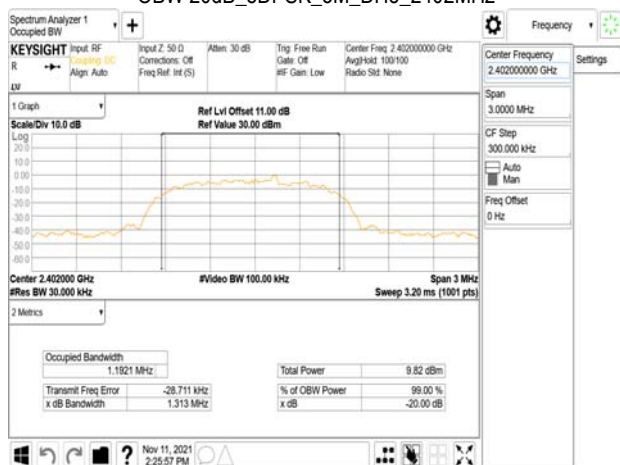 Spectrum Analyzer 1
Occupied BW
+
Frequency
KEYSIGHT
R
Input: RF
Coupling: DC
Align: Auto
Input Z: 50 Ω
Corrections: Off
Freq Ref: Int (S)
Atten: 30 dB
Trig: Free Run
Gate: Off
#IF Gain: Low
Center Freq: 2.402000000 GHz
Avg|Hold: 100/100
Radio Std: None
1 Graph
Scale/Div 10.0 dB
Ref Lvl Offset 11.00 dB
Ref Value 30.00 dBm
Log
20.0
10.0
0.00
-10.0
-20.0
-30.0
-40.0
-50.0
-60.0
Center 2.402000 GHz
#Res BW 30.000 kHz
#Video BW 100.00 kHz
Span 3 MHz
Sweep 3.20 ms (1001 pts)
2 Metrics
Occupied Bandwidth
1.1921 MHz
Transmit Freq Error -28.711 kHz
x dB Bandwidth 1.313 MHz
Total Power 9.82 dBm
% of OBW Power 99.00 %
x dB -20.00 dB
Center Frequency
2.402000000 GHz
Settings
Span
3.0000 MHz
CF Step
300.000 kHz
Auto
Man
Freq Offset
0 Hz
?
Nov 11, 2021
2:25:57 PM